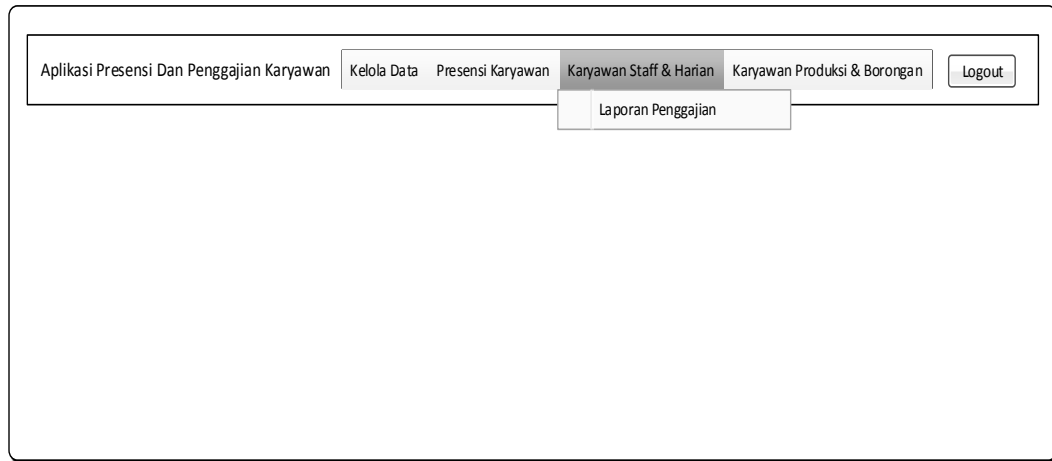 Aplikasi Presensi Dan Penggajian Karyawan Kelola Data Presensi Karyawan Karyawan Staff & Harian Karyawan Produksi & Borongan Logout
Laporan Penggajian